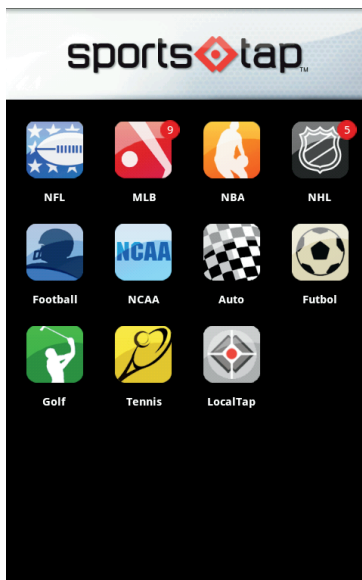 sports tap TM
9 5
NFL MLB NBA NHL
NCAA
Football NCAA Auto Futbol
Golf Tennis LocalTap